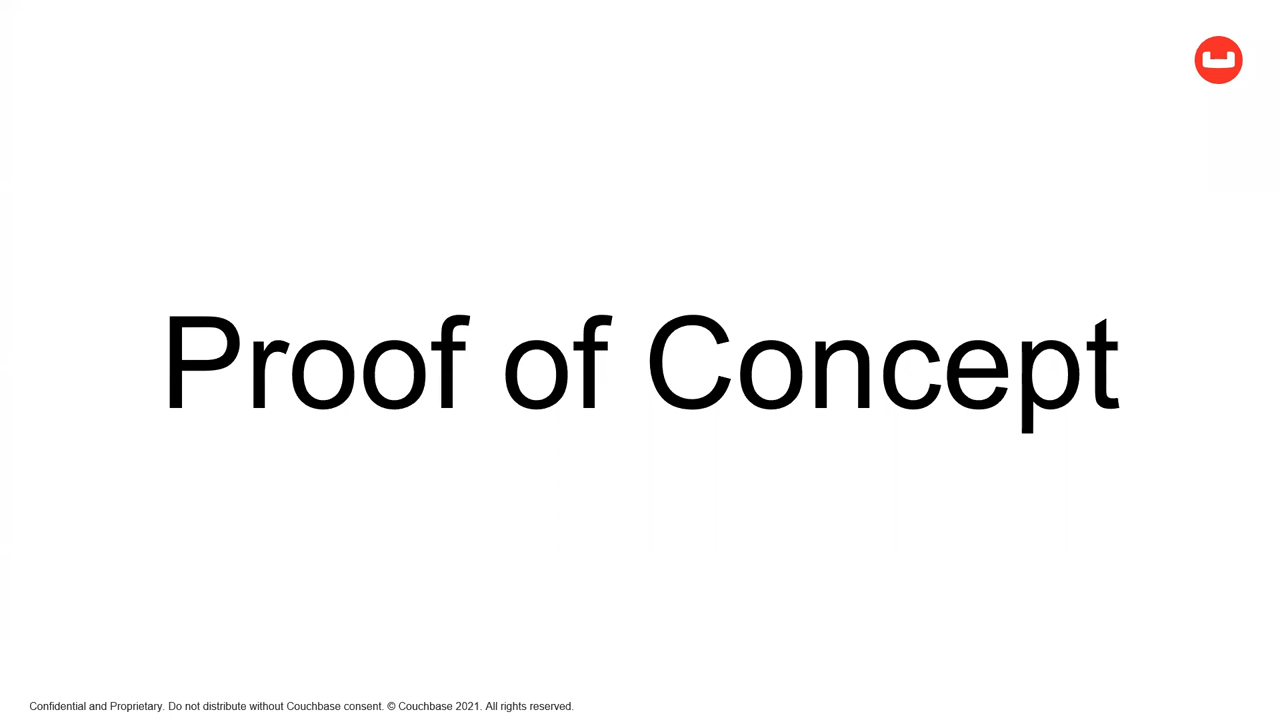 Proof of Concept
Confidential and Proprietary. Do not distribute without Couchbase consent. © Couchbase 2021. All rights reserved.